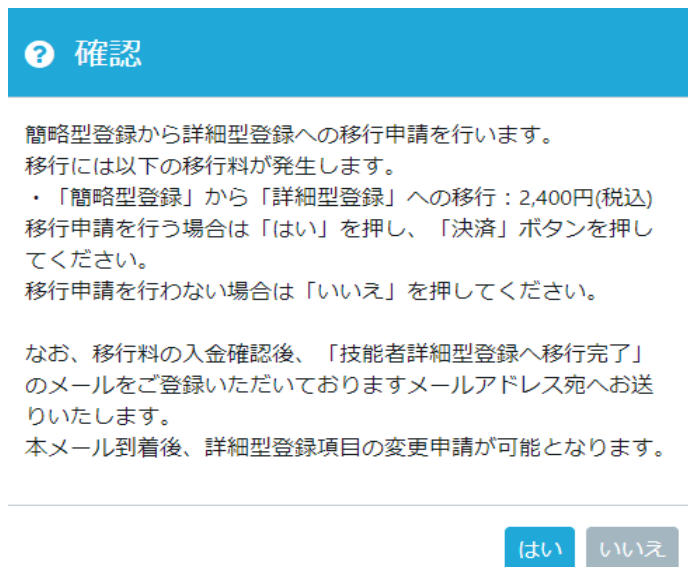 確認
簡略型登録から詳細型登録への移行申請を行います。
移行には以下の移行料が発生します。
・「簡略型登録」から「詳細型登録」への移行：2,400円(税込)
移行申請を行う場合は「はい」を押し、「決済」ボタンを押し
てください。
移行申請を行わない場合は「いいえ」を押してください。
なお、移行料の入金確認後、「技能者詳細型登録へ移行完了」
のメールをご登録いただいておりますメールアドレス宛へお送
りいたします。
本メール到着後、詳細型登録項目の変更申請が可能となります。
はい いいえ